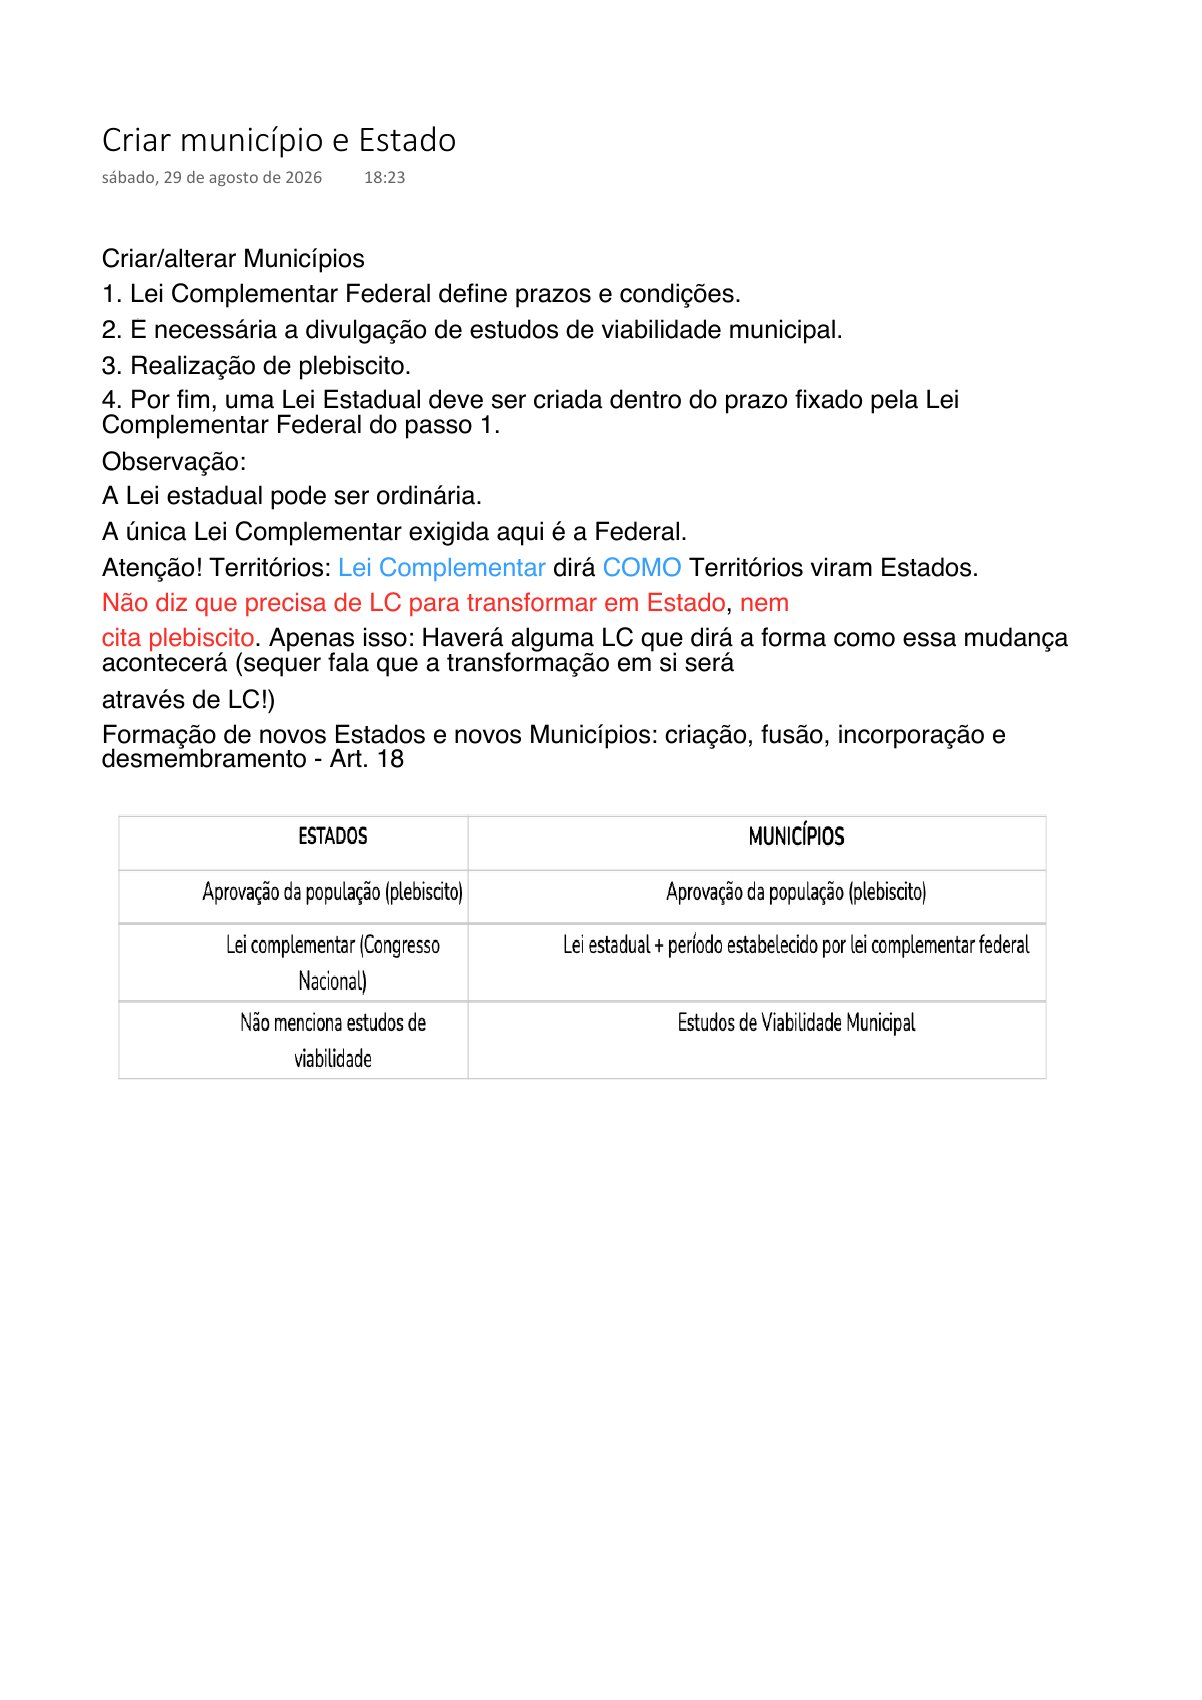 Criar município e Estado
sábado, 29 de agosto de 2026 18:23
Criar/alterar Municípios
1. Lei Complementar Federal define prazos e condições.
2. E necessária a divulgação de estudos de viabilidade municipal.
3. Realização de plebiscito.
4. Por fim, uma Lei Estadual deve ser criada dentro do prazo fixado pela Lei
Complementar Federal do passo 1.
Observação:
A Lei estadual pode ser ordinária.
A única Lei Complementar exigida aqui é a Federal.
Atenção! Territórios: Lei Complementar dirá COMO Territórios viram Estados.
Não diz que precisa de LC para transformar em Estado, nem
cita plebiscito. Apenas isso: Haverá alguma LC que dirá a forma como essa mudança
acontecerá (sequer fala que a transformação em si será
através de LC!)
Formação de novos Estados e novos Municípios: criação, fusão, incorporação e
desmembramento - Art. 18
ESTADOS MUNICÍPIOS
Aprovação da população (plebiscito) Aprovação da população (plebiscito)
Lei complementar (Congresso Lei estadual + período estabelecido por lei complementar federal
Nacional)
Não menciona estudos de Estudos de Viabilidade Municipal
viabilidade